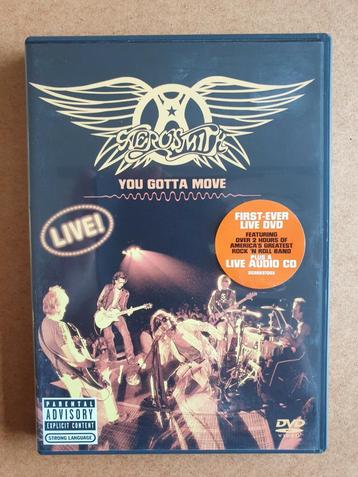 AEROSMITH
YOU GOTTA MOVE
LIVE!
FIRST-EVER
LIVE DVD
FEATURING
OVER 2 HOURS OF
AMERICA'S GREATEST
ROCK 'N ROLL BAND
PLUS A
LIVE AUDIO CD
PARENTAL
ADVISORY
EXPLICIT CONTENT
STRONG LANGUAGE
DVD
VIDEO